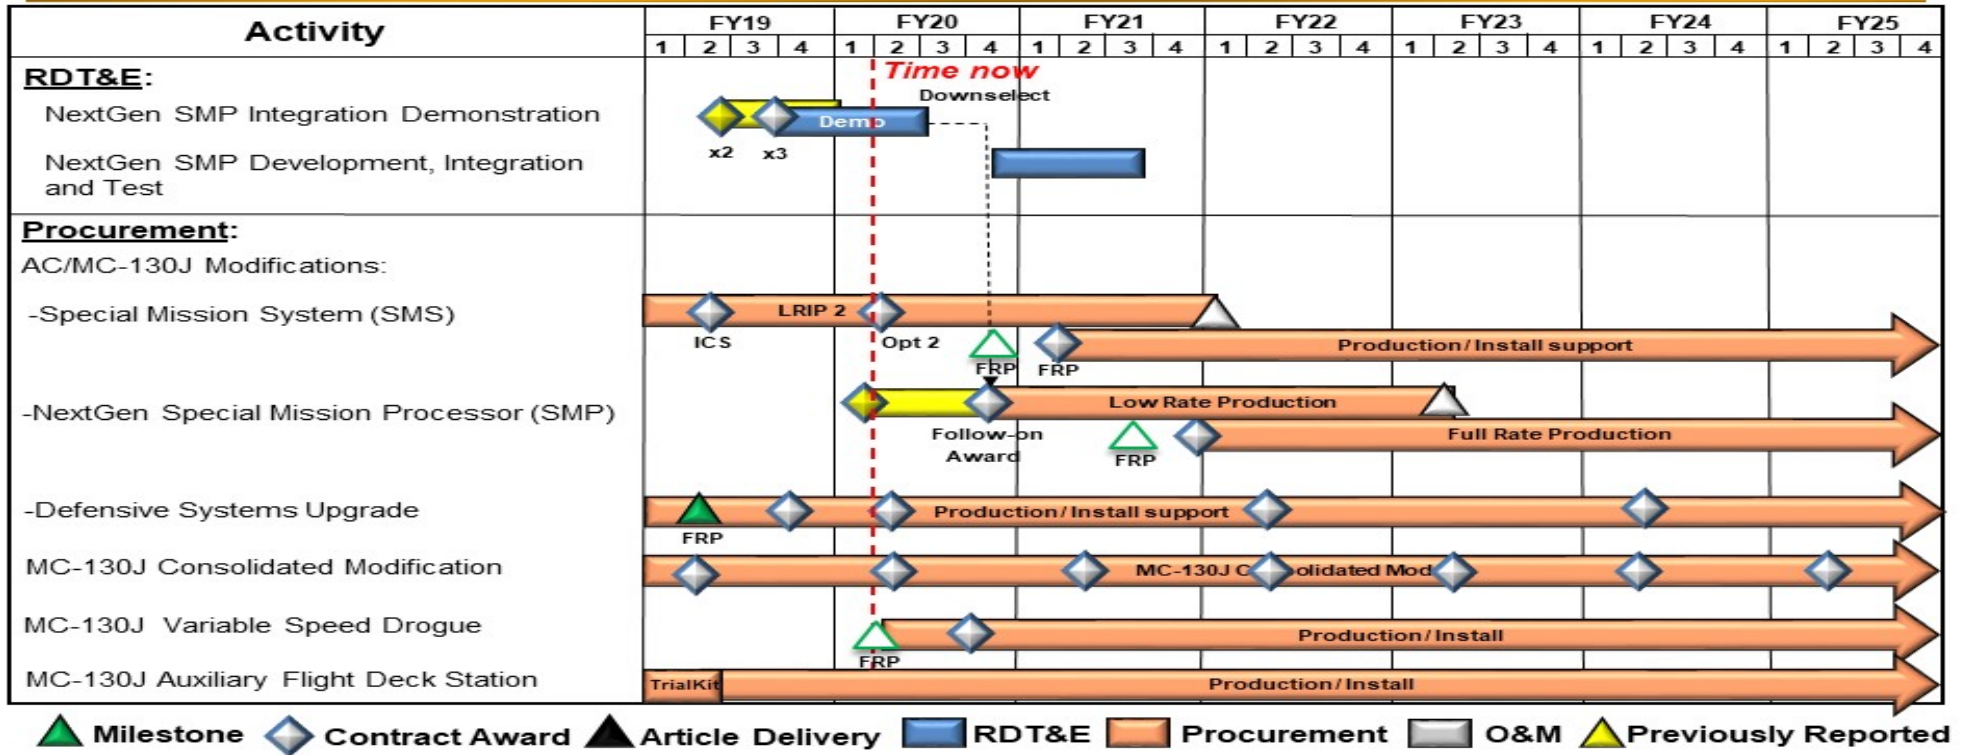 Activity
FY19 FY20 FY21 FY22 FY23 FY24 FY25
1 2 3 4 1 2 3 4 1 2 3 4 1 2 3 4 1 2 3 4 1 2 3 4 1 2 3 4
RDT&E:
Time now
Downselect
NextGen SMP Integration Demonstration
Demo
x2 x3
NextGen SMP Development, Integration
and Test
Procurement:
AC/MC-130J Modifications:
-Special Mission System (SMS)
LRIP 2
ICS
Opt 2
Production/Install support
FRP FRP
-NextGen Special Mission Processor (SMP)
Low Rate Production
Follow-on
Award
Full Rate Production
FRP
-Defensive Systems Upgrade
Production/Install support
FRP
MC-130J Consolidated Modification
MC-130J C olidated Mod
MC-130J Variable Speed Drogue
Production/Install
FRP
MC-130J Auxiliary Flight Deck Station
TrialKit
Production/Install
Milestone Contract Award Article Delivery RDT&E Procurement O&M Previously Reported